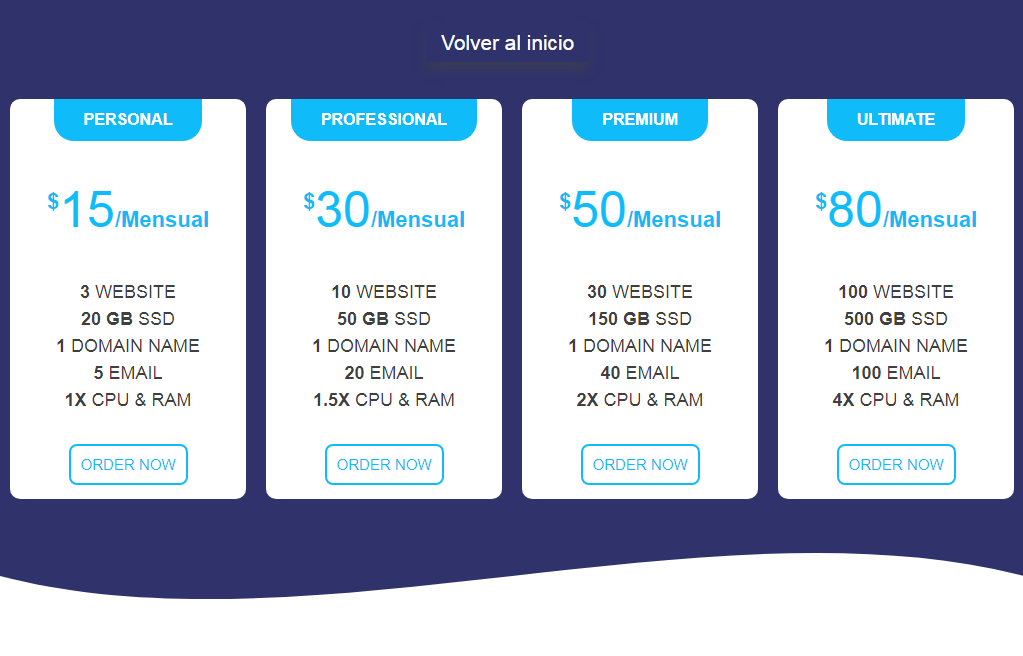 Volver al inicio
PERSONAL
$15/Mensual
3 WEBSITE
20 GB SSD
1 DOMAIN NAME
5 EMAIL
1X CPU & RAM
ORDER NOW
PROFESSIONAL
$30/Mensual
10 WEBSITE
50 GB SSD
1 DOMAIN NAME
20 EMAIL
1.5X CPU & RAM
ORDER NOW
PREMIUM
$50/Mensual
30 WEBSITE
150 GB SSD
1 DOMAIN NAME
40 EMAIL
2X CPU & RAM
ORDER NOW
ULTIMATE
$80/Mensual
100 WEBSITE
500 GB SSD
1 DOMAIN NAME
100 EMAIL
4X CPU & RAM
ORDER NOW